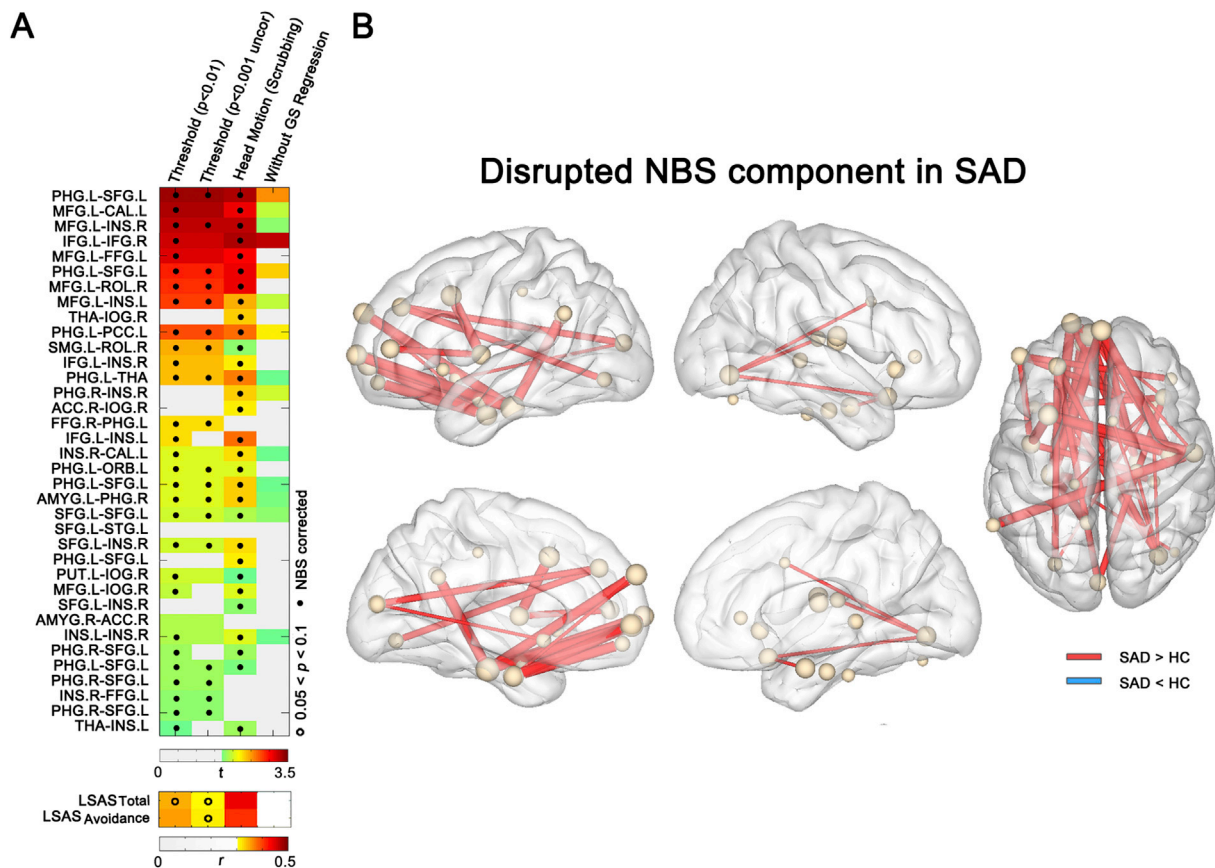 A
B
Threshold (p<0.01)
Threshold (p<0.001 uncor)
Head Motion (Scrubbing)
Without GS Regression
Disrupted NBS component in SAD
PHG.L-SFG.L
MFG.L-CAL.L
MFG.L-INS.R
IFG.L-IFG.R
MFG.L-FFG.L
PHG.L-SFG.L
MFG.L-ROL.R
MFG.L-INS.L
THA-IOG.R
PHG.L-PCC.L
SMG.L-ROL.R
IFG.L-INS.R
PHG.L-THA
PHG.R-INS.R
ACC.R-IOG.R
FFG.R-PHG.L
IFG.L-INS.L
INS.R-CAL.L
PHG.L-ORB.L
PHG.L-SFG.L
AMYG.L-PHG.R
SFG.L-SFG.L
SFG.L-STG.L
SFG.L-INS.R
PHG.L-SFG.L
PUT.L-IOG.R
MFG.L-IOG.R
SFG.L-INS.R
AMYG.R-ACC.R
INS.L-INS.R
PHG.R-SFG.L
PHG.L-SFG.L
PHG.R-SFG.L
INS.R-FFG.L
PHG.R-SFG.L
THA-INS.L
0.05 < p < 0.1
NBS corrected
0 t 3.5
LSAS Total
LSAS Avoidance
0 r 0.5
SAD > HC
SAD < HC